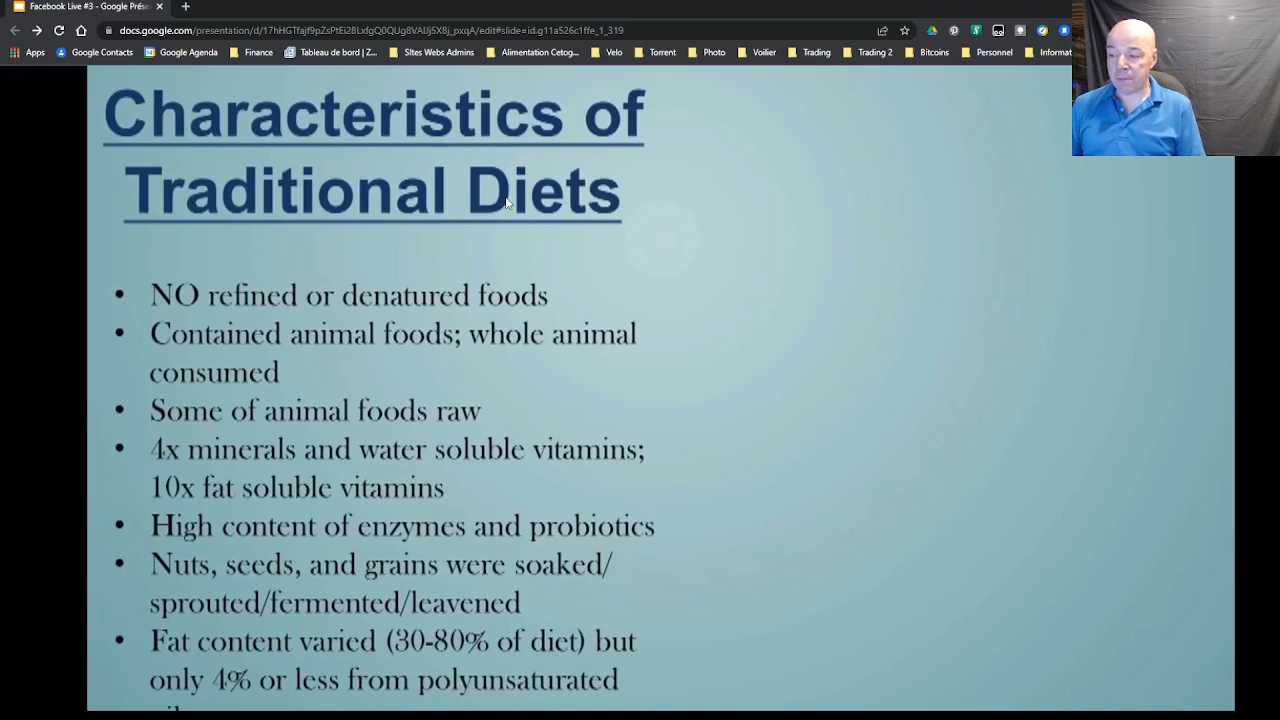 Facebook Live #3 - Google Prése
docs.google.com/presentation/d/17hHGTfajf9pZsPtEi28LxfgQ0QUg8VAUJ5X8j_pxqA/edit#slide=id.g11a526c1ffe_1_319
Apps Google Contacts Google Agenda Finance Tableau de bord | Z... SItes Webs Admins Alimentation Cetog... Velo Torrent Photo Voilier Trading Trading 2 Bitcoins Personnel Informat
Characteristics of
Traditional Diets
• NO refined or denatured foods
• Contained animal foods; whole animal
consumed
• Some of animal foods raw
• 4x minerals and water soluble vitamins;
10x fat soluble vitamins
• High content of enzymes and probiotics
• Nuts, seeds, and grains were soaked/
sprouted/fermented/leavened
• Fat content varied (30-80% of diet) but
only 4% or less from polyunsaturated